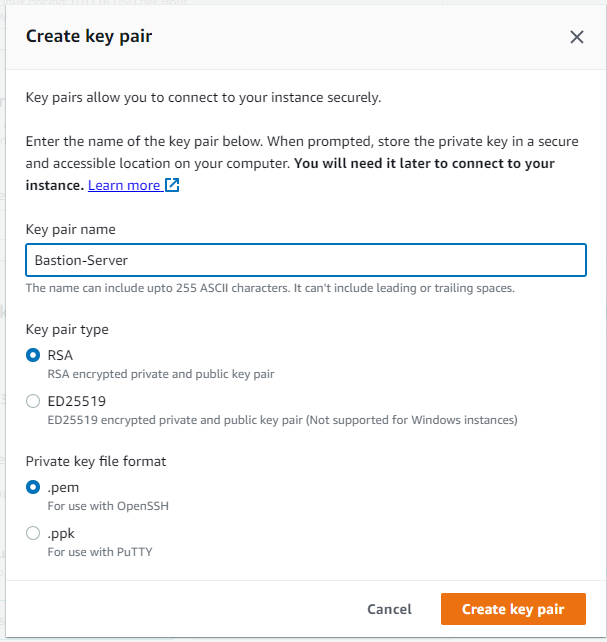 Create key pair
Key pairs allow you to connect to your instance securely.
Enter the name of the key pair below. When prompted, store the private key in a secure
and accessible location on your computer. You will need it later to connect to your
instance. Learn more
Key pair name
Bastion-Server
The name can include upto 255 ASCII characters. It can't include leading or trailing spaces.
Key pair type
RSA
RSA encrypted private and public key pair
ED25519
ED25519 encrypted private and public key pair (Not supported for Windows instances)
Private key file format
.pem
For use with OpenSSH
.ppk
For use with PuTTY
Cancel
Create key pair